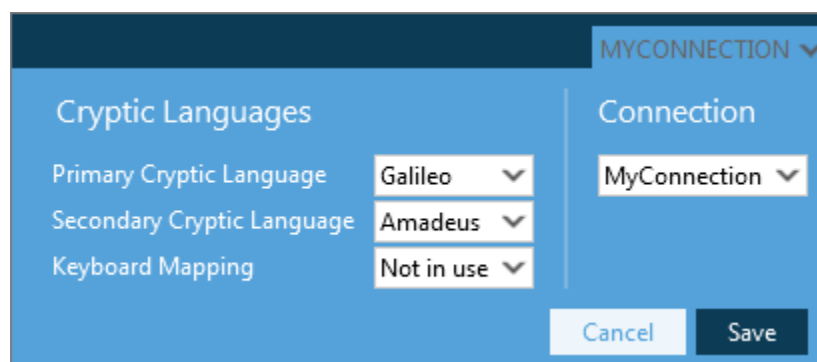 MYCONNECTION
Cryptic Languages
Primary Cryptic Language Galileo
Secondary Cryptic Language Amadeus
Keyboard Mapping Not in use
Connection
MyConnection
Cancel Save